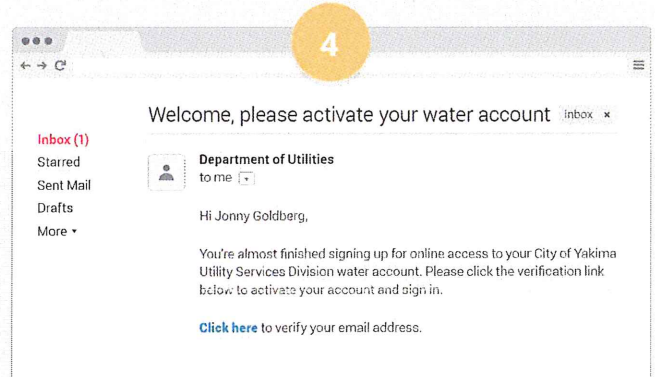 4
Welcome, please activate your water account Inbox ×
Inbox (1)
Starred
Sent Mail
Drafts
More
Department of Utilities
to me
Hi Jonny Goldberg,
You're almost finished signing up for online access to your City of Yakima
Utility Services Division water account. Please click the verification link
below to activate your account and sign in.
Click here to verify your email address.